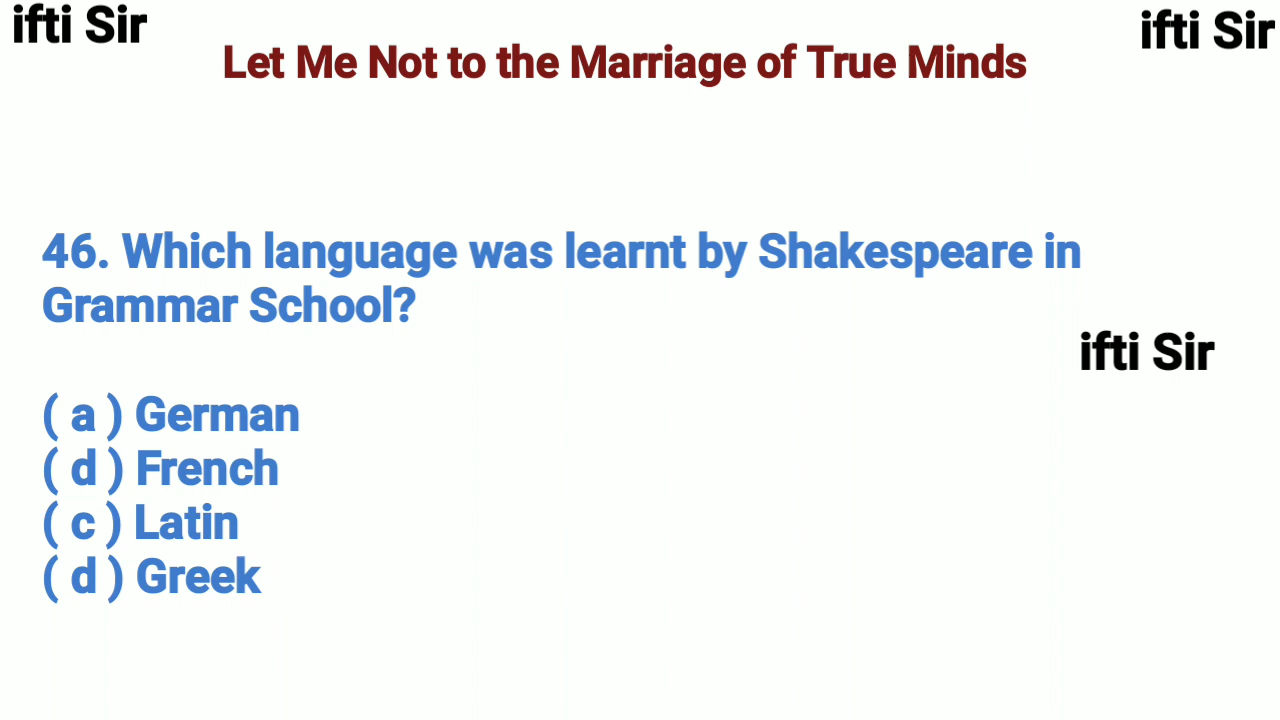 ifti Sir
ifti Sir
Let Me Not to the Marriage of True Minds
46. Which language was learnt by Shakespeare in
Grammar School?
ifti Sir
( a ) German
( d ) French
( c ) Latin
( d ) Greek